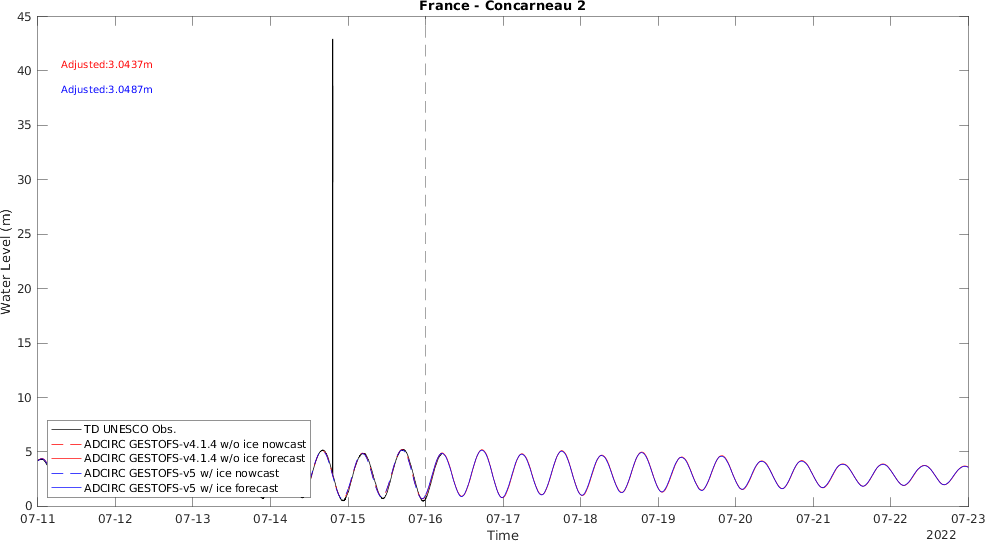 France - Concarneau 2
45
40
35
30
25
20
15
10
5
0
Water Level (m)
Adjusted:3.0437m
Adjusted:3.0487m
TD UNESCO Obs.
ADCIRC GESTOFS-v4.1.4 w/o ice nowcast
ADCIRC GESTOFS-v4.1.4 w/o ice forecast
ADCIRC GESTOFS-v5 w/ ice nowcast
ADCIRC GESTOFS-v5 w/ ice forecast
07-11 07-12 07-13 07-14 07-15 07-16 07-17 07-18 07-19 07-20 07-21 07-22 07-23
Time
2022